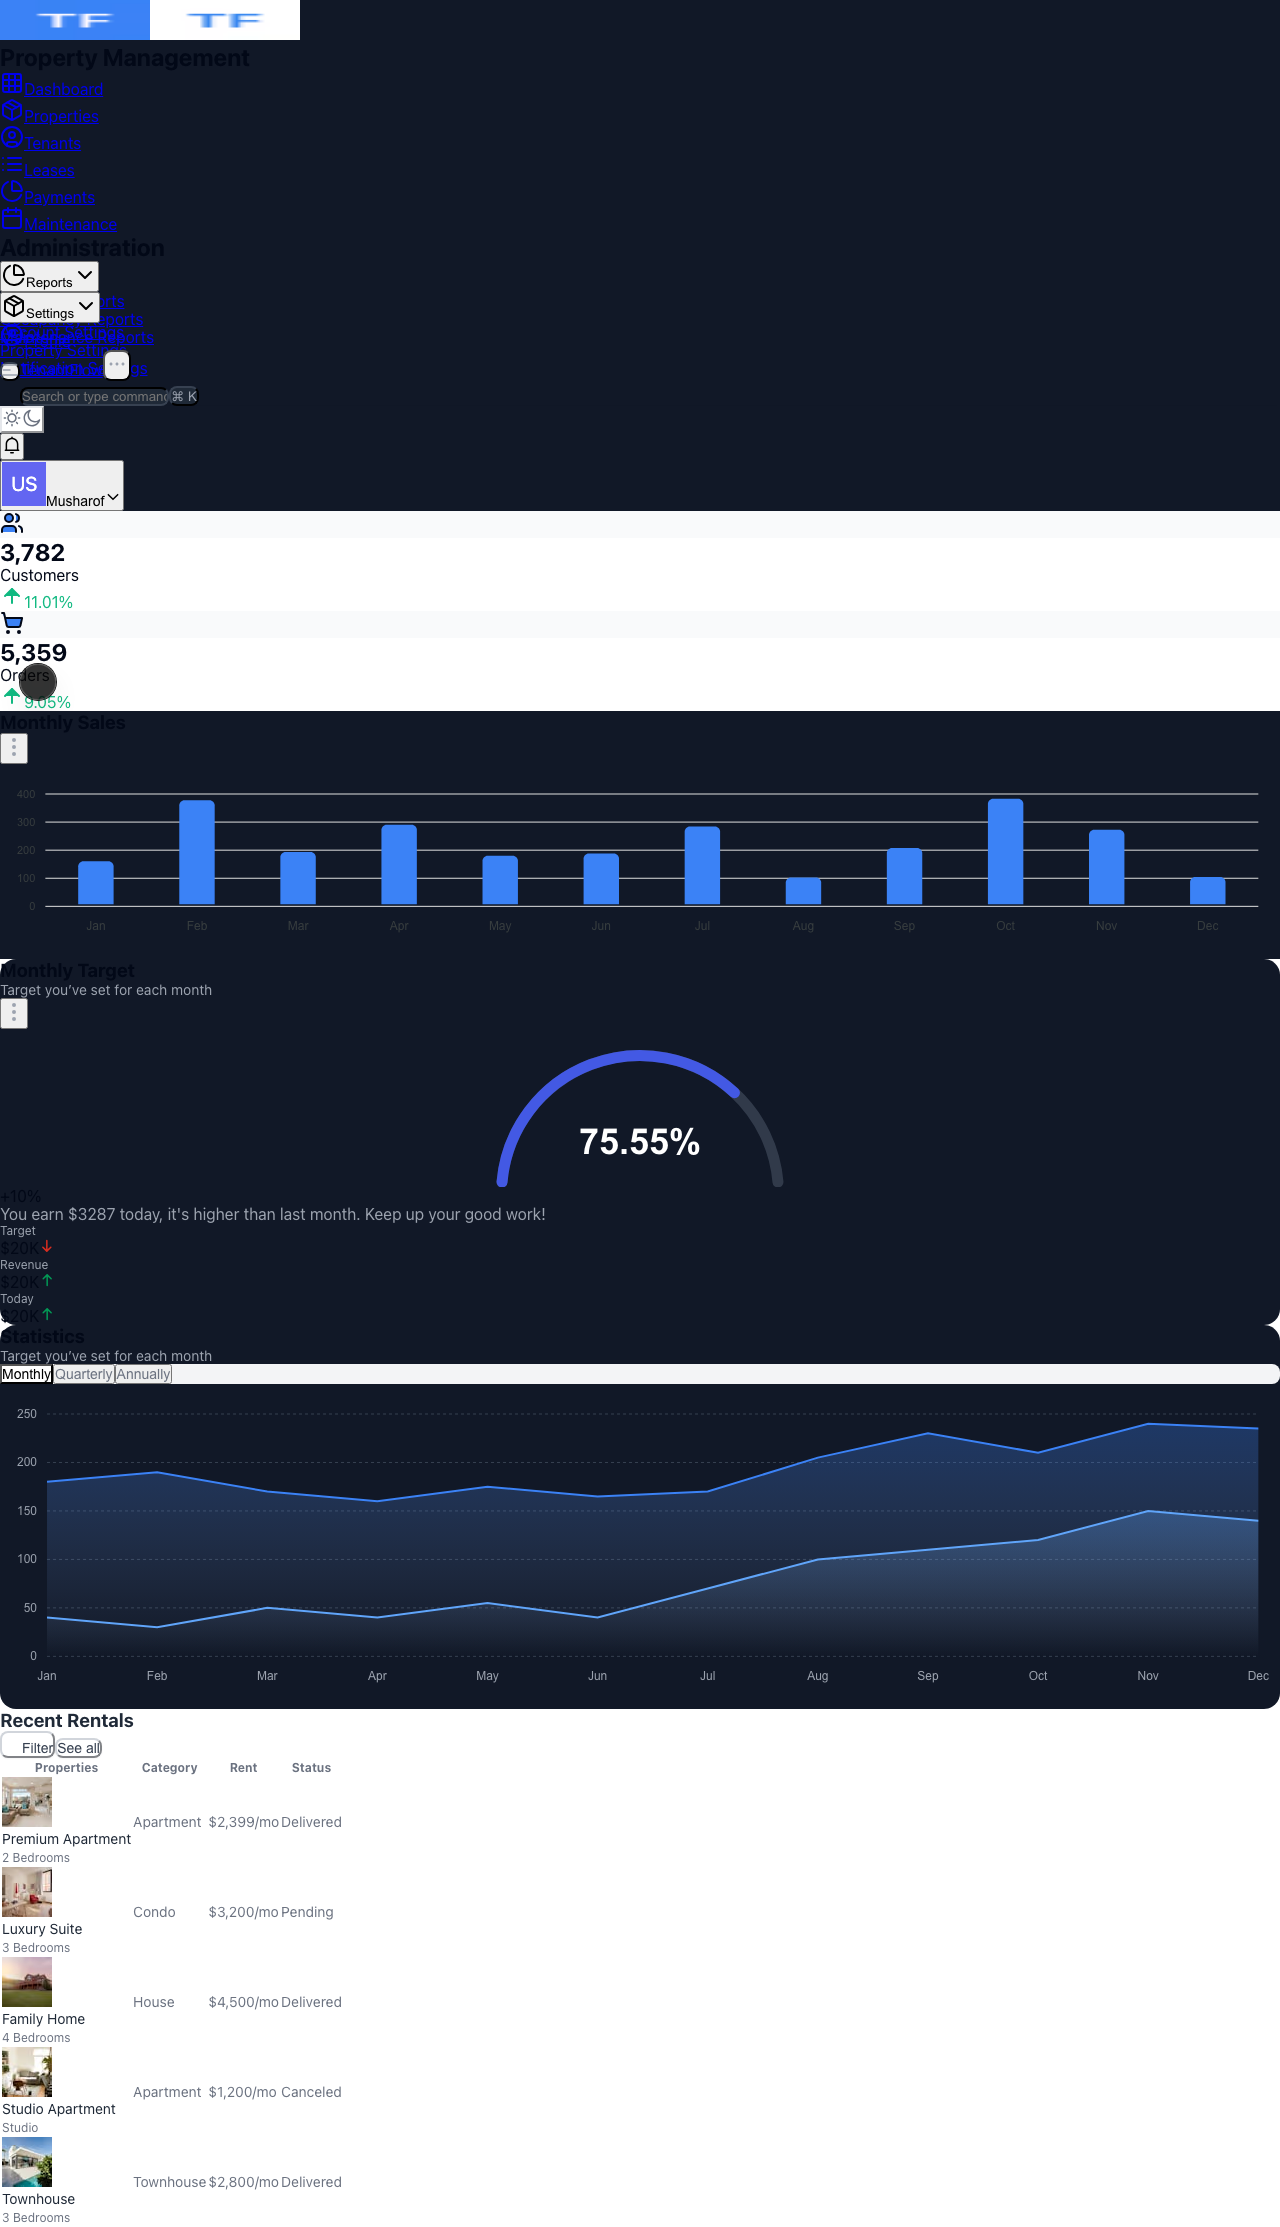 TF TF
Property Management
Dashboard
Properties
Tenants
Leases
Payments
Maintenance
Administration
Reports
Settings
Search or type command
⌘ K
US Musharof
3,782
Customers
11.01%
5,359
Orders
9.05%
Monthly Sales
400
300
200
100
0
Jan Feb Mar Apr May Jun Jul Aug Sep Oct Nov Dec
Monthly Target
Target you’ve set for each month
75.55%
+10%
You earn $3287 today, it's higher than last month. Keep up your good work!
Target
$20K
Revenue
$20K
Today
$20K
Statistics
Target you’ve set for each month
Monthly Quarterly Annually
250
200
150
100
50
0
Jan Feb Mar Apr May Jun Jul Aug Sep Oct Nov Dec
Recent Rentals
Filter See all
Properties Category Rent Status
Premium Apartment
2 Bedrooms
Apartment $2,399/mo Delivered
Luxury Suite
3 Bedrooms
Condo $3,200/mo Pending
Family Home
4 Bedrooms
House $4,500/mo Delivered
Studio Apartment
Studio
Apartment $1,200/mo Canceled
Townhouse
3 Bedrooms
Townhouse $2,800/mo Delivered